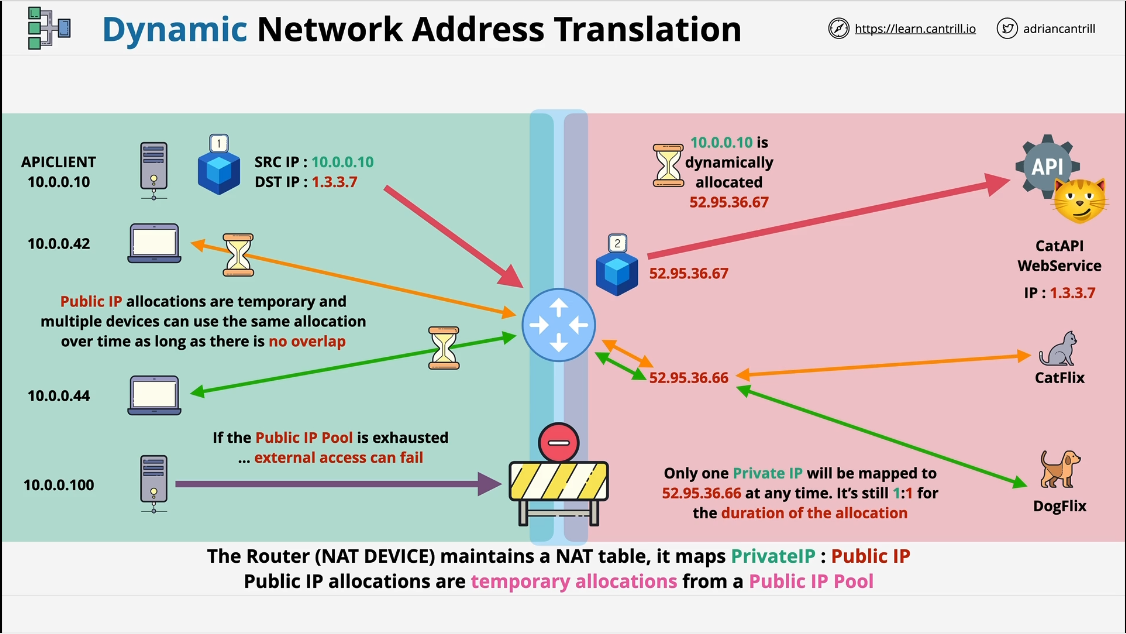 Dynamic Network Address Translation
https://learn.cantrill.io
adriancantrill
APICLIENT
10.0.0.10
1
SRC IP : 10.0.0.10
DST IP : 1.3.3.7
10.0.0.10 is
dynamically
allocated
52.95.36.67
API
10.0.0.42
2
52.95.36.67
CatAPI
WebService
IP : 1.3.3.7
Public IP allocations are temporary and
multiple devices can use the same allocation
over time as long as there is no overlap
10.0.0.44
52.95.36.66
CatFlix
If the Public IP Pool is exhausted
... external access can fail
10.0.0.100
Only one Private IP will be mapped to
52.95.36.66 at any time. It's still 1:1 for
the duration of the allocation
DogFlix
The Router (NAT DEVICE) maintains a NAT table, it maps PrivateIP : Public IP
Public IP allocations are temporary allocations from a Public IP Pool